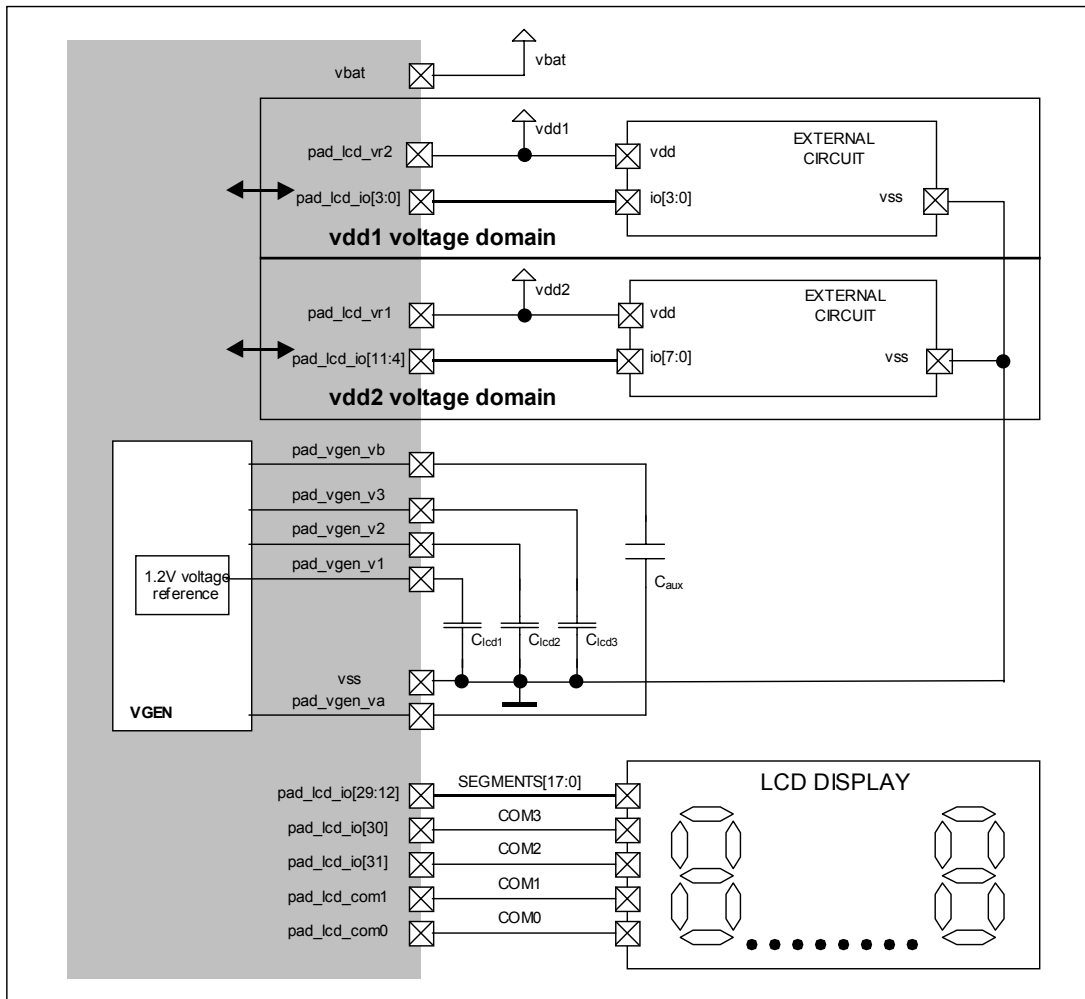 vbat
vbat
pad_lcd_vr2
vdd1
vdd
EXTERNAL
CIRCUIT
pad_lcd_io[3:0]
io[3:0]
vss
vdd1 voltage domain
pad_lcd_vr1
vdd2
vdd
EXTERNAL
CIRCUIT
pad_lcd_io[11:4]
io[7:0]
vss
vdd2 voltage domain
pad_vgen_vb
pad_vgen_v3
pad_vgen_v2
pad_vgen_v1
1.2V voltage
reference
Caux
Clcd1
Clcd2
Clcd3
vss
pad_vgen_va
VGEN
pad_lcd_io[29:12]
SEGMENTS[17:0]
LCD DISPLAY
pad_lcd_io[30]
COM3
pad_lcd_io[31]
COM2
pad_lcd_com1
COM1
pad_lcd_com0
COM0